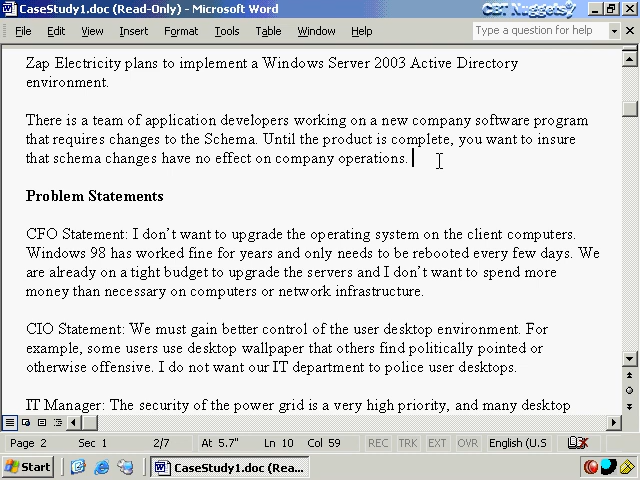 CaseStudy1.doc (Read-Only) - Microsoft Word
CBT Nuggets
File Edit View Insert Format Tools Table Window Help Type a question for help
Zap Electricity plans to implement a Windows Server 2003 Active Directory
environment.
There is a team of application developers working on a new company software program
that requires changes to the Schema. Until the product is complete, you want to insure
that schema changes have no effect on company operations.
Problem Statements
CFO Statement: I don't want to upgrade the operating system on the client computers.
Windows 98 has worked fine for years and only needs to be rebooted every few days. We
are already on a tight budget to upgrade the servers and I don't want to spend more
money than necessary on computers or network infrastructure.
CIO Statement: We must gain better control of the user desktop environment. For
example, some users use desktop wallpaper that others find politically pointed or
otherwise offensive. I do not want our IT department to police user desktops.
IT Manager: The security of the power grid is a very high priority, and many desktop
Page 2 Sec 1 2/7 At 5.7" Ln 10 Col 59 REC TRK EXT OVR English (U.S
Start CaseStudy1.doc (Rea...